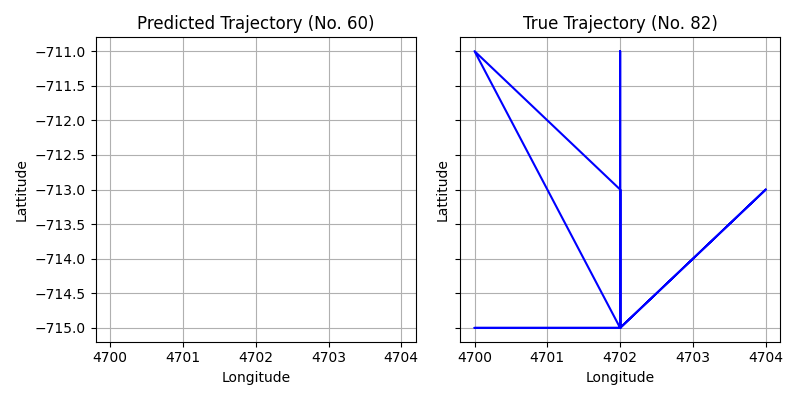 Predicted Trajectory (No. 60)
True Trajectory (No. 82)
−711.0
−711.5
−712.0
−712.5
−713.0
−713.5
−714.0
−714.5
−715.0
Lattitude
Lattitude
4700 4701 4702 4703 4704
4700 4701 4702 4703 4704
Longitude
Longitude